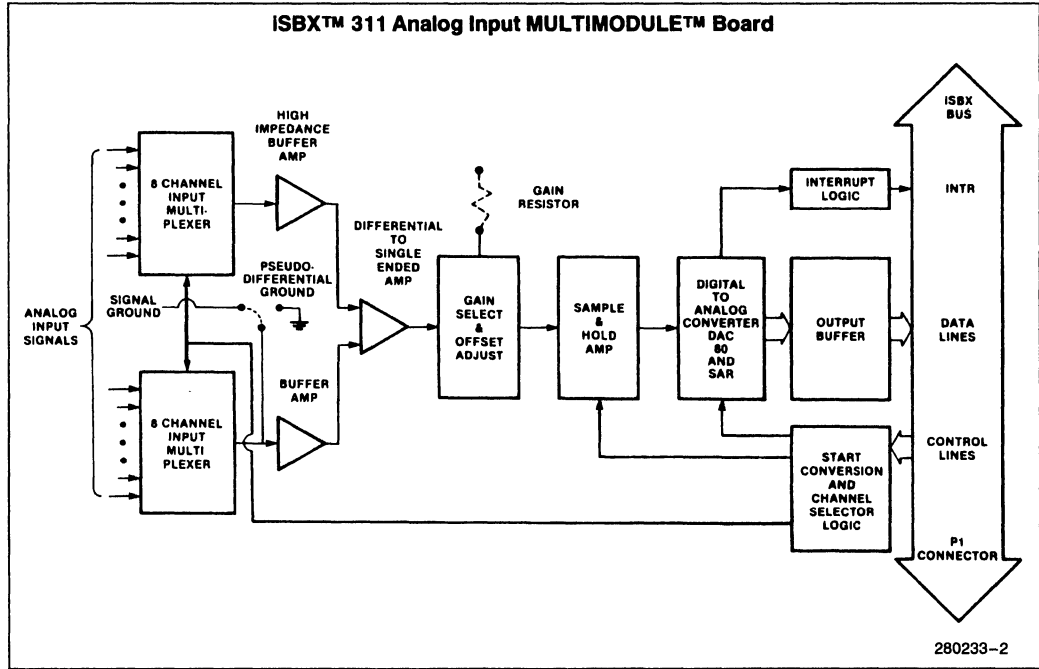 iSBX™ 311 Analog Input MULTIMODULE™ Board
HIGH
IMPEDANCE
BUFFER
AMP
8 CHANNEL
INPUT
MULTI-
PLEXER
GAIN
RESISTOR
DIFFERENTIAL
TO
SINGLE
ENDED
AMP
PSEUDO-
DIFFERENTIAL
GROUND
SIGNAL
GROUND
ANALOG
INPUT
SIGNALS
BUFFER
AMP
8 CHANNEL
INPUT
MULTI
PLEXER
GAIN
SELECT
&
OFFSET
ADJUST
SAMPLE
&
HOLD
AMP
DIGITAL
TO
ANALOG
CONVERTER
DAC
80
AND
SAR
INTERRUPT
LOGIC
OUTPUT
BUFFER
START
CONVERSION
AND
CHANNEL
SELECTOR
LOGIC
iSBX
BUS
INTR
DATA
LINES
CONTROL
LINES
P1
CONNECTOR
280233-2